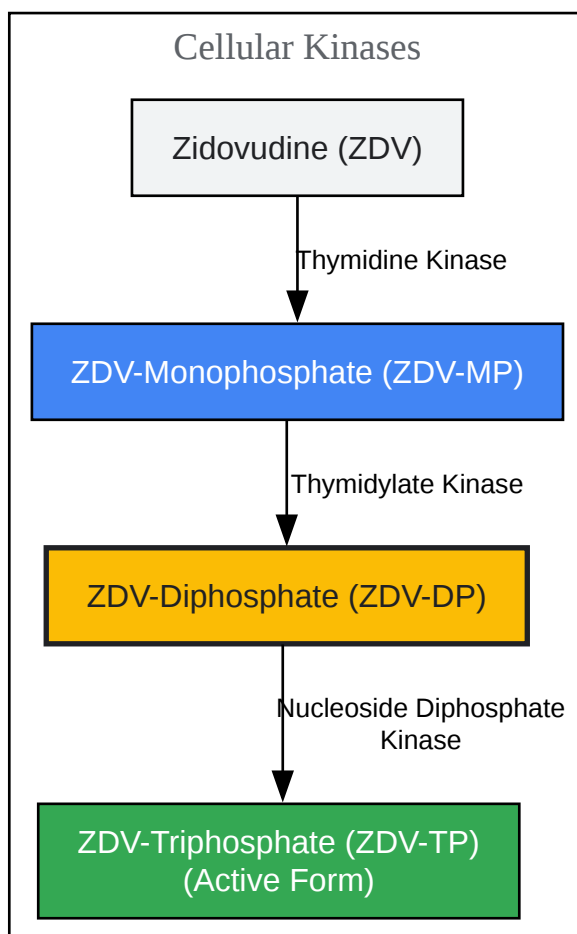 Cellular Kinases
Zidovudine (ZDV)
Thymidine Kinase
ZDV-Monophosphate (ZDV-MP)
Thymidylate Kinase
ZDV-Diphosphate (ZDV-DP)
Nucleoside Diphosphate
Kinase
ZDV-Triphosphate (ZDV-TP)
(Active Form)